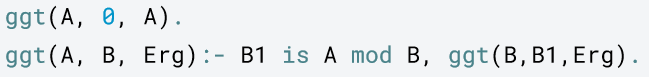 ggt(A, 0, A).
ggt(A, B, Erg):- B1 is A mod B, ggt(B,B1,Erg).